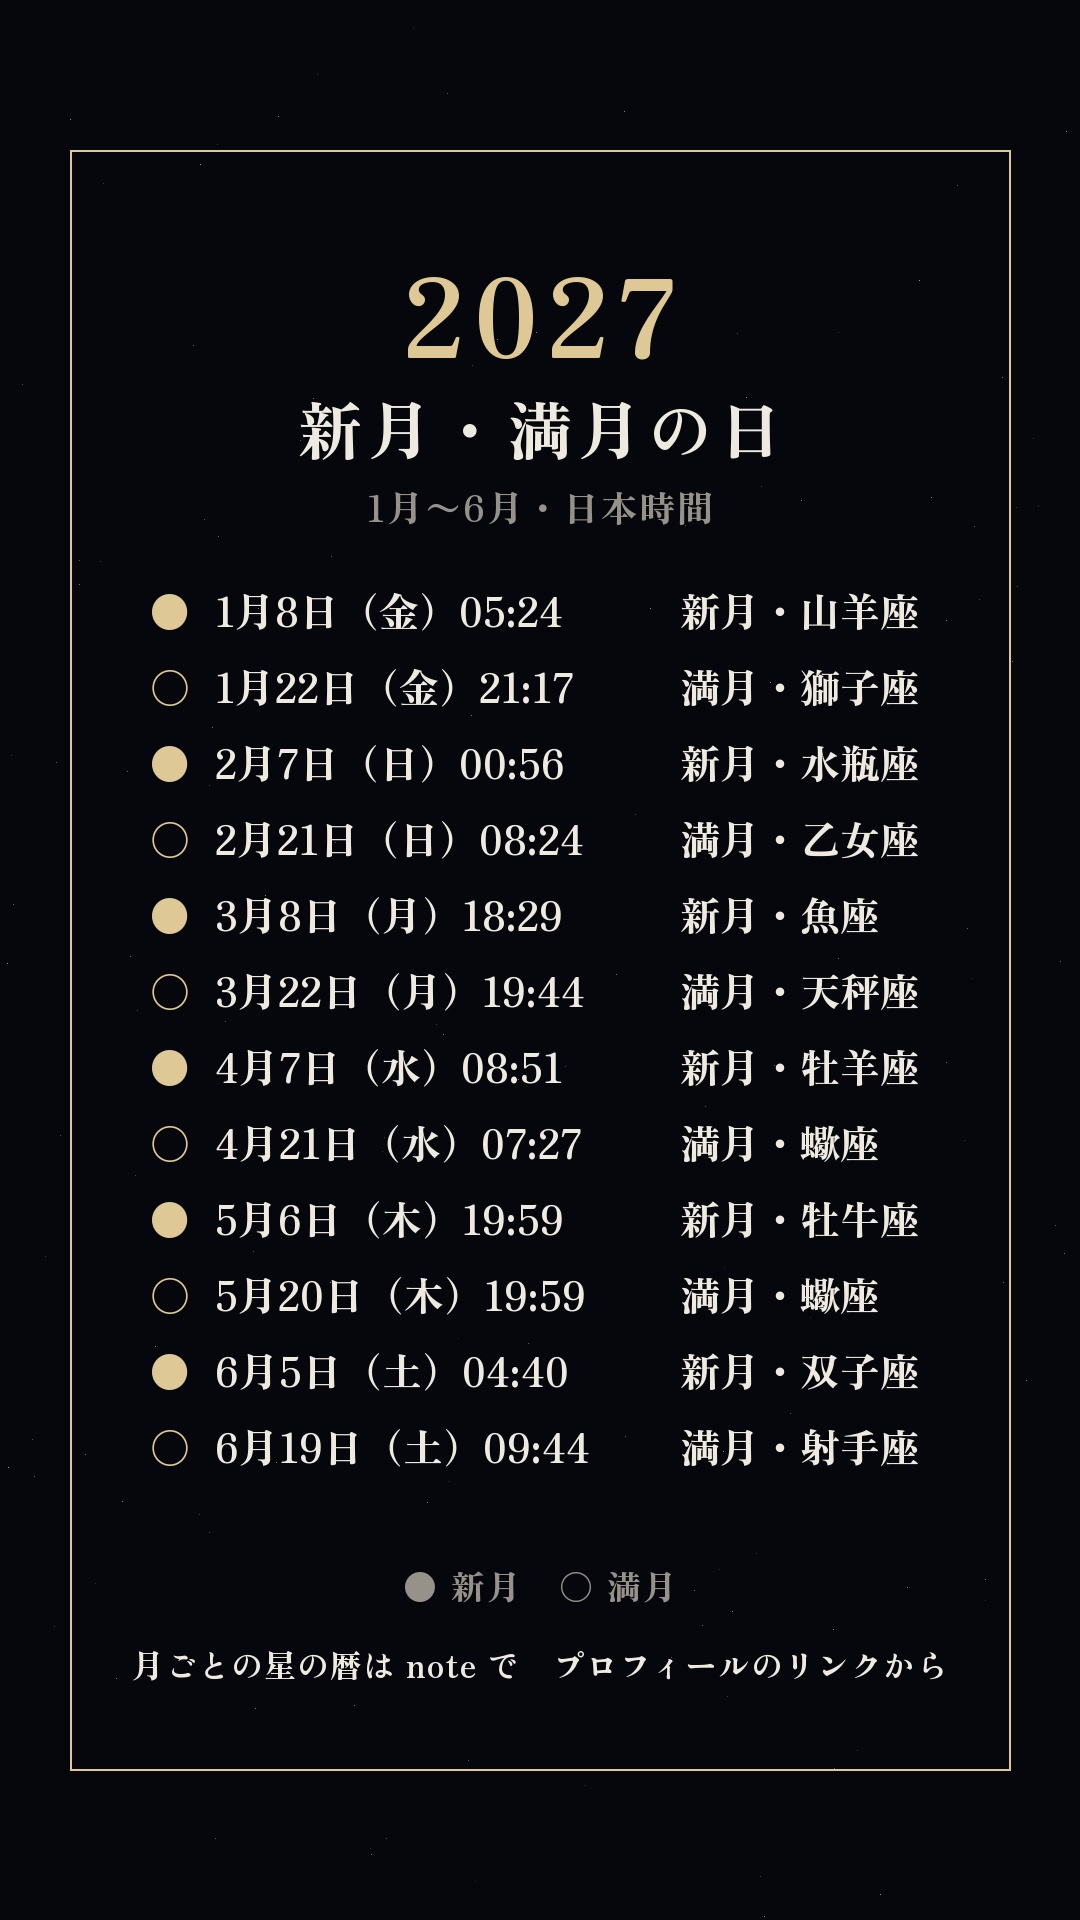 2027
新月・満月の日
1月〜6月・日本時間
● 1月8日（金）05:24 新月・山羊座
○ 1月22日（金）21:17 満月・獅子座
● 2月7日（日）00:56 新月・水瓶座
○ 2月21日（日）08:24 満月・乙女座
● 3月8日（月）18:29 新月・魚座
○ 3月22日（月）19:44 満月・天秤座
● 4月7日（水）08:51 新月・牡羊座
○ 4月21日（水）07:27 満月・蠍座
● 5月6日（木）19:59 新月・牡牛座
○ 5月20日（木）19:59 満月・蠍座
● 6月5日（土）04:40 新月・双子座
○ 6月19日（土）09:44 満月・射手座
● 新月　○ 満月
月ごとの星の暦は note で　プロフィールのリンクから